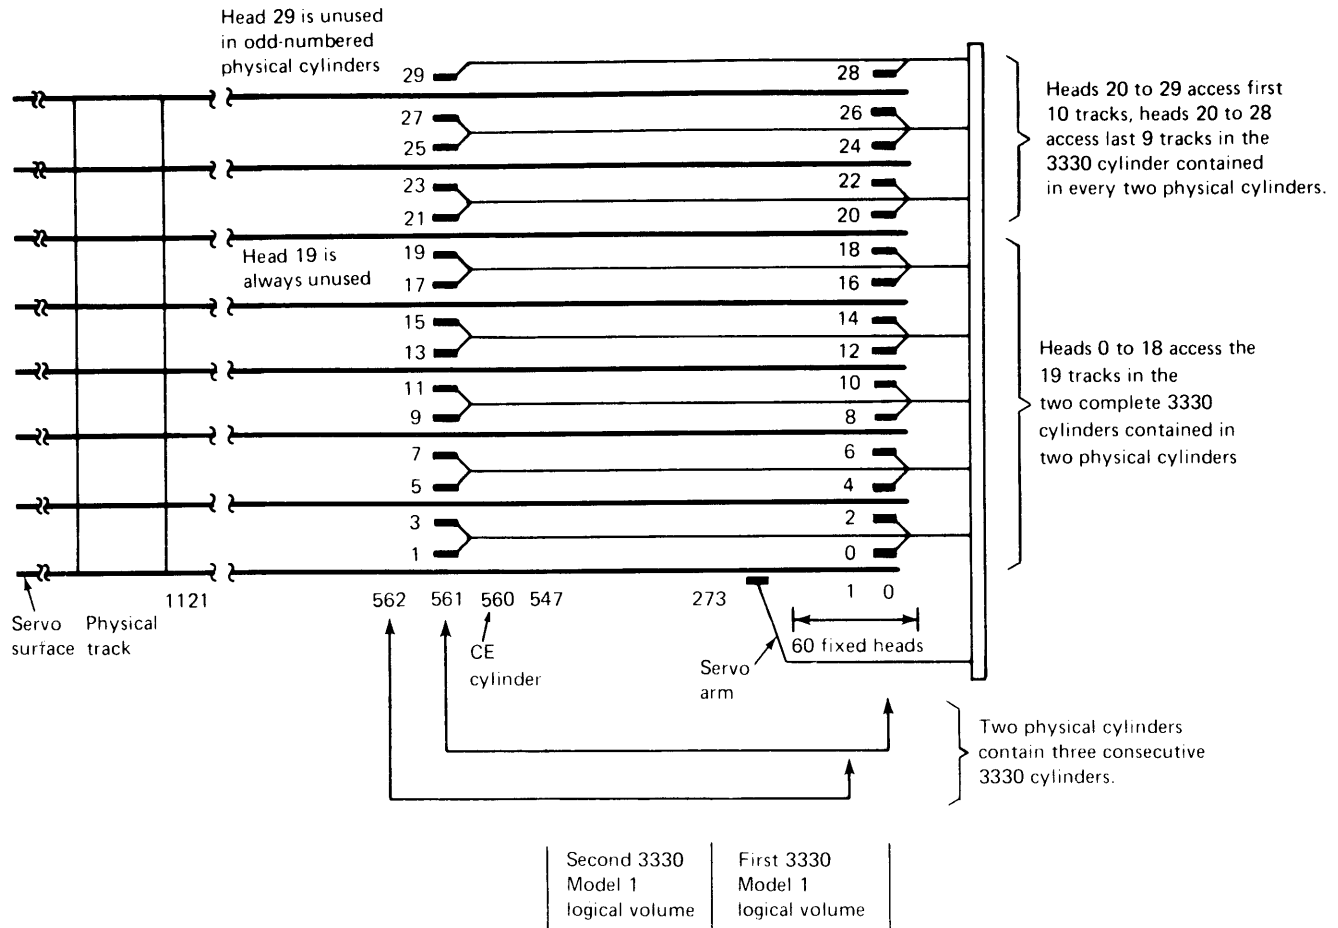 Head 29 is unused
in odd-numbered
physical cylinders
29
28
27
26
25
24
23
22
21
20
Head 19 is
always unused
19
18
17
16
15
14
13
12
11
10
9
8
7
6
5
4
3
2
1
0
Heads 20 to 29 access first
10 tracks, heads 20 to 28
access last 9 tracks in the
3330 cylinder contained
in every two physical cylinders.
Heads 0 to 18 access the
19 tracks in the
two complete 3330
cylinders contained in
two physical cylinders
1121
562
561
560
547
273
1
0
Servo
surface
Physical
track
CE
cylinder
Servo
arm
60 fixed heads
Two physical cylinders
contain three consecutive
3330 cylinders.
Second 3330
Model 1
logical volume
First 3330
Model 1
logical volume